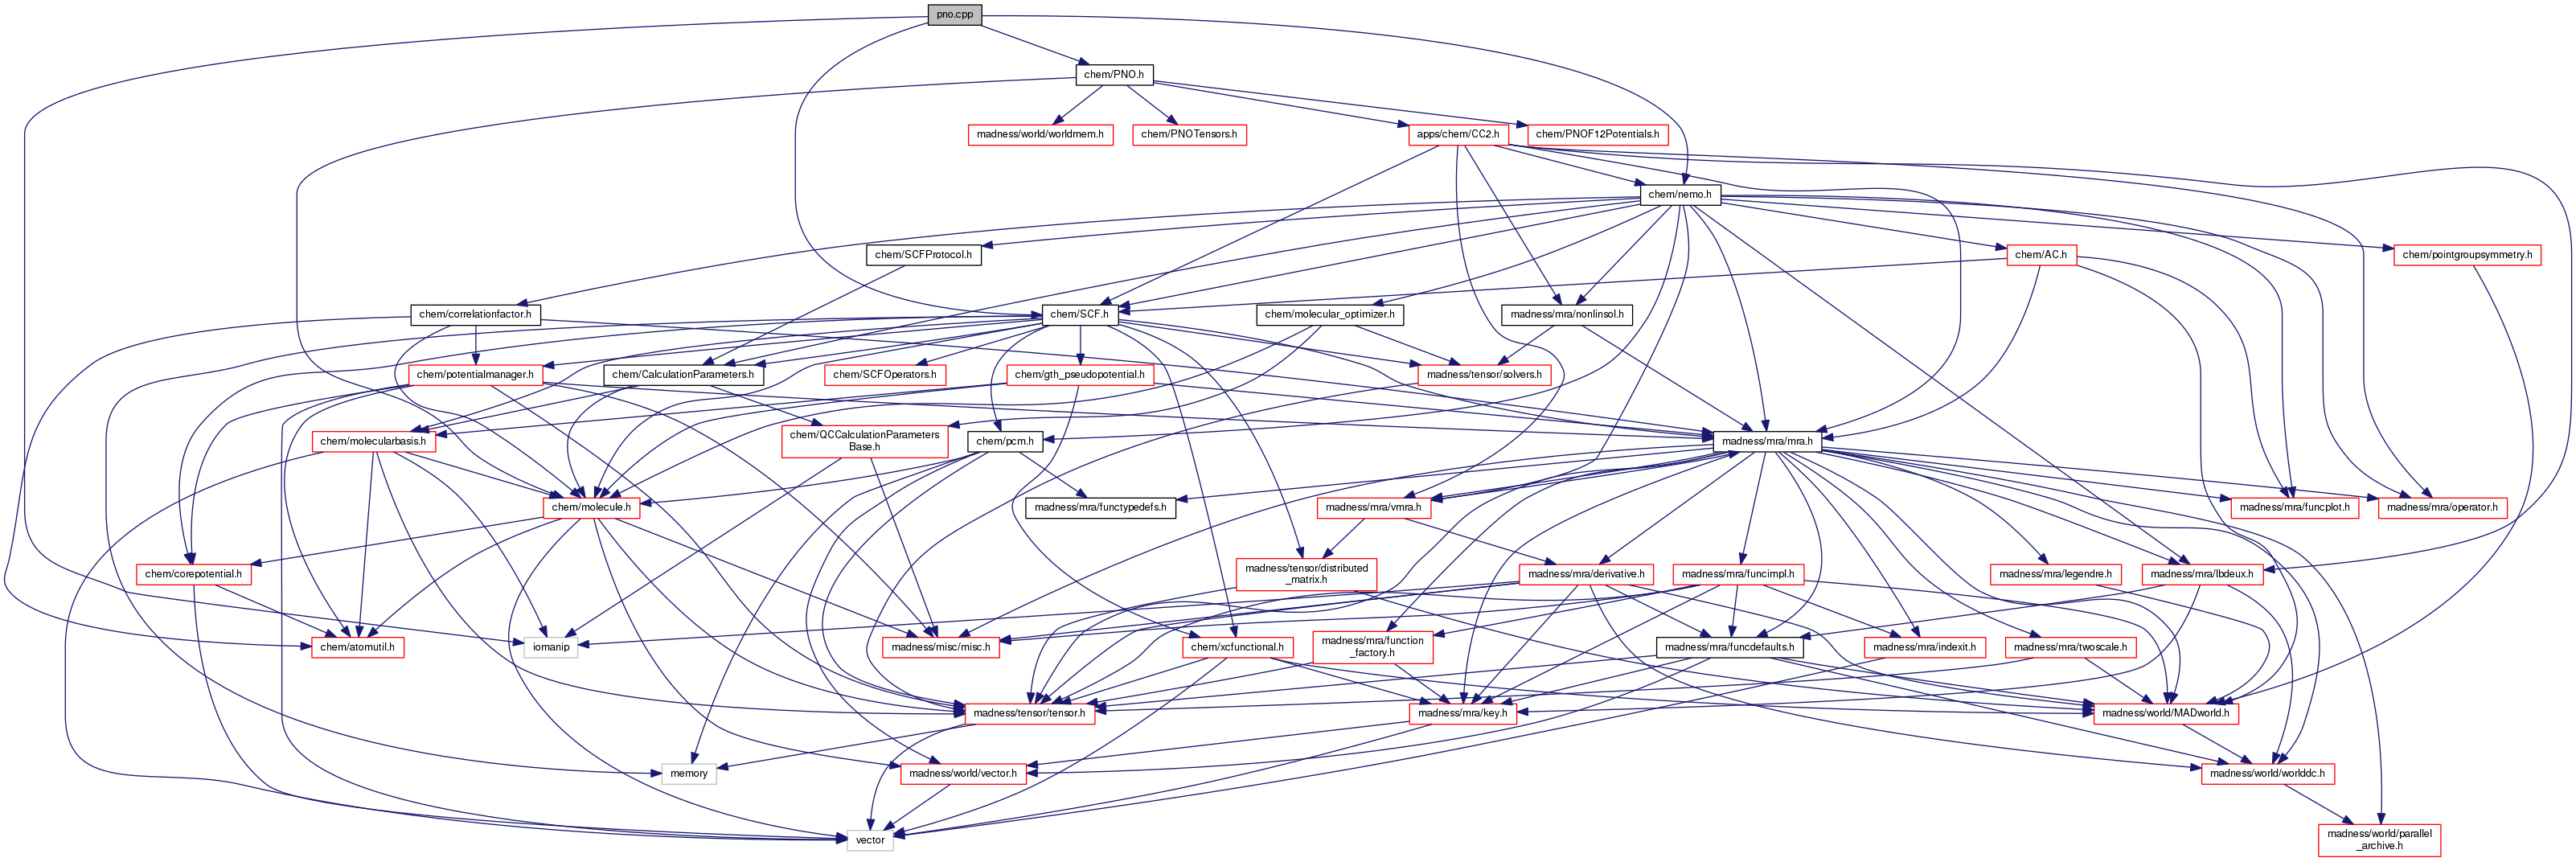 pno.cpp
chem/PNO.h
madness/world/worldmem.h
chem/PNOTensors.h
apps/chem/CC2.h
chem/PNOF12Potentials.h
chem/nemo.h
chem/SCFProtocol.h
chem/AC.h
chem/pointgroupsymmetry.h
chem/correlationfactor.h
chem/SCF.h
chem/molecular_optimizer.h
madness/mra/nonlinsol.h
chem/potentialmanager.h
chem/CalculationParameters.h
chem/SCFOperators.h
chem/gth_pseudopotential.h
madness/tensor/solvers.h
chem/molecularbasis.h
chem/QCCalculationParameters
Base.h
chem/pcm.h
madness/mra/mra.h
chem/molecule.h
madness/mra/functypedefs.h
madness/mra/vmra.h
madness/mra/funcplot.h
madness/mra/operator.h
chem/corepotential.h
madness/tensor/distributed
_matrix.h
madness/mra/derivative.h
madness/mra/funcimpl.h
madness/mra/legendre.h
madness/mra/lbdeux.h
chem/atomutil.h
iomanip
madness/misc/misc.h
chem/xcfunctional.h
madness/mra/function
_factory.h
madness/mra/funcdefaults.h
madness/mra/indexit.h
madness/mra/twoscale.h
madness/tensor/tensor.h
madness/mra/key.h
madness/world/MADworld.h
memory
madness/world/vector.h
madness/world/worlddc.h
vector
madness/world/parallel
_archive.h